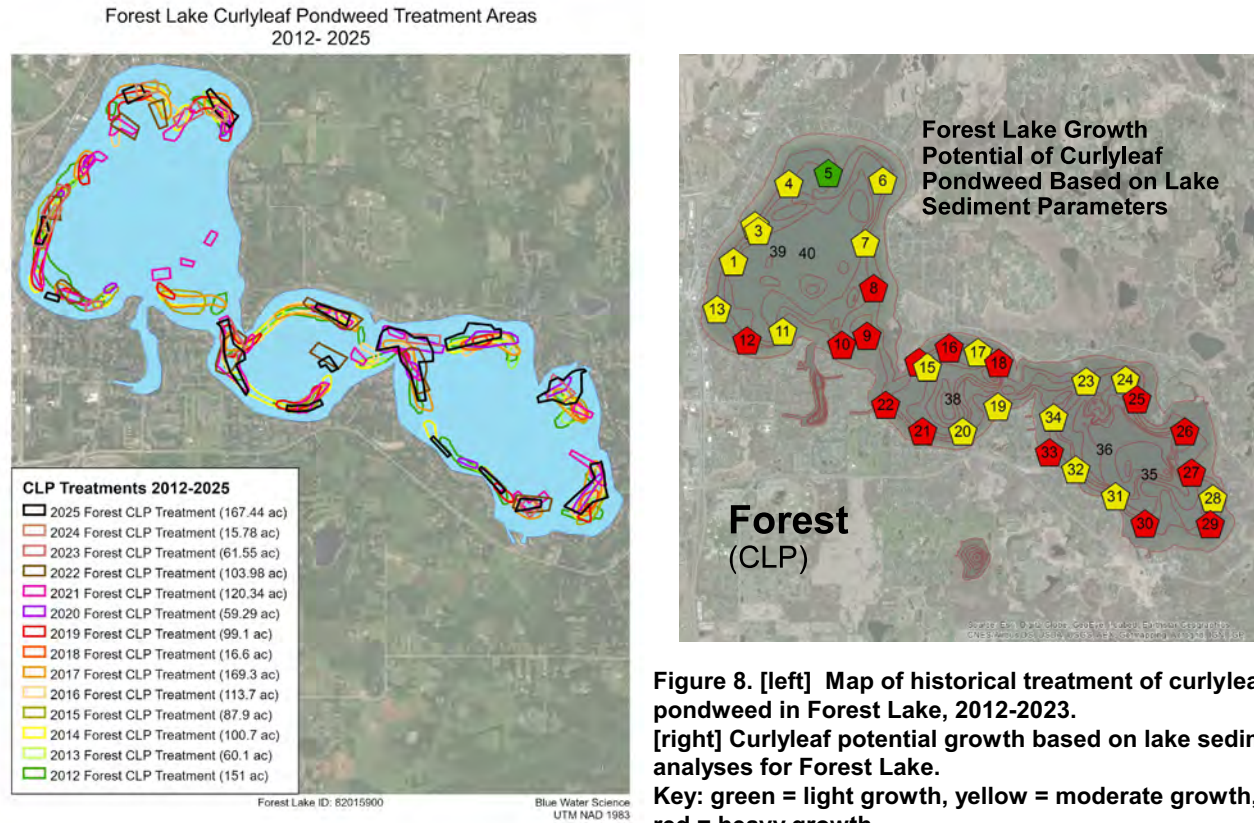 Forest Lake Curlyleaf Pondweed Treatment Areas
2012- 2025
CLP Treatments 2012-2025
2025 Forest CLP Treatment (167.44 ac)
2024 Forest CLP Treatment (15.78 ac)
2023 Forest CLP Treatment (61.55 ac)
2022 Forest CLP Treatment (103.98 ac)
2021 Forest CLP Treatment (120.34 ac)
2020 Forest CLP Treatment (59.29 ac)
2019 Forest CLP Treatment (99.1 ac)
2018 Forest CLP Treatment (16.6 ac)
2017 Forest CLP Treatment (169.3 ac)
2016 Forest CLP Treatment (113.7 ac)
2015 Forest CLP Treatment (87.9 ac)
2014 Forest CLP Treatment (100.7 ac)
2013 Forest CLP Treatment (60.1 ac)
2012 Forest CLP Treatment (151 ac)
Forest Lake ID: 82015900
Blue Water Science
UTM NAD 1983
Forest Lake Growth
Potential of Curlyleaf
Pondweed Based on Lake
Sediment Parameters
4
5
6
3
7
39
40
1
8
13
12
11
10
9
16
17
15
18
38
22
19
21
20
23
24
25
34
26
33
36
32
35
27
31
28
30
29
Forest
(CLP)
Figure 8. [left] Map of historical treatment of curlylea
pondweed in Forest Lake, 2012-2023.
[right] Curlyleaf potential growth based on lake sedin
analyses for Forest Lake.
Key: green = light growth, yellow = moderate growth,
red = heavy growth